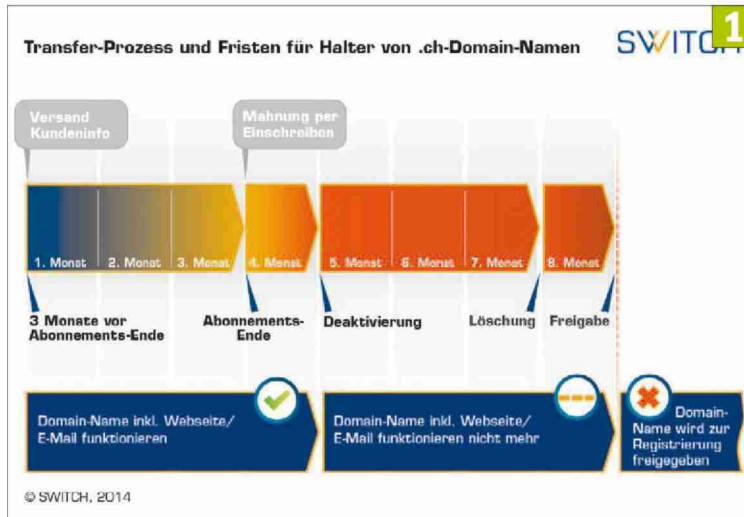 Transfer-Prozess und Fristen für Halter von .ch-Domain-Namen
SWITCH
1
Versand
Kundeninfo
Mahnung per
Einschreiben
1. Monat
2. Monat
3. Monat
4. Monat
5. Monat
6. Monat
7. Monat
8. Monat
3 Monate vor
Abonnements-Ende
Abonnements-
Ende
Deaktivierung
Löschung
Freigabe
Domain-Name inkl. Webseite/
E-Mail funktionieren
Domain-Name inkl. Webseite/
E-Mail funktionieren nicht mehr
Domain-
Name wird zur
Registrierung
freigegeben
© SWITCH, 2014